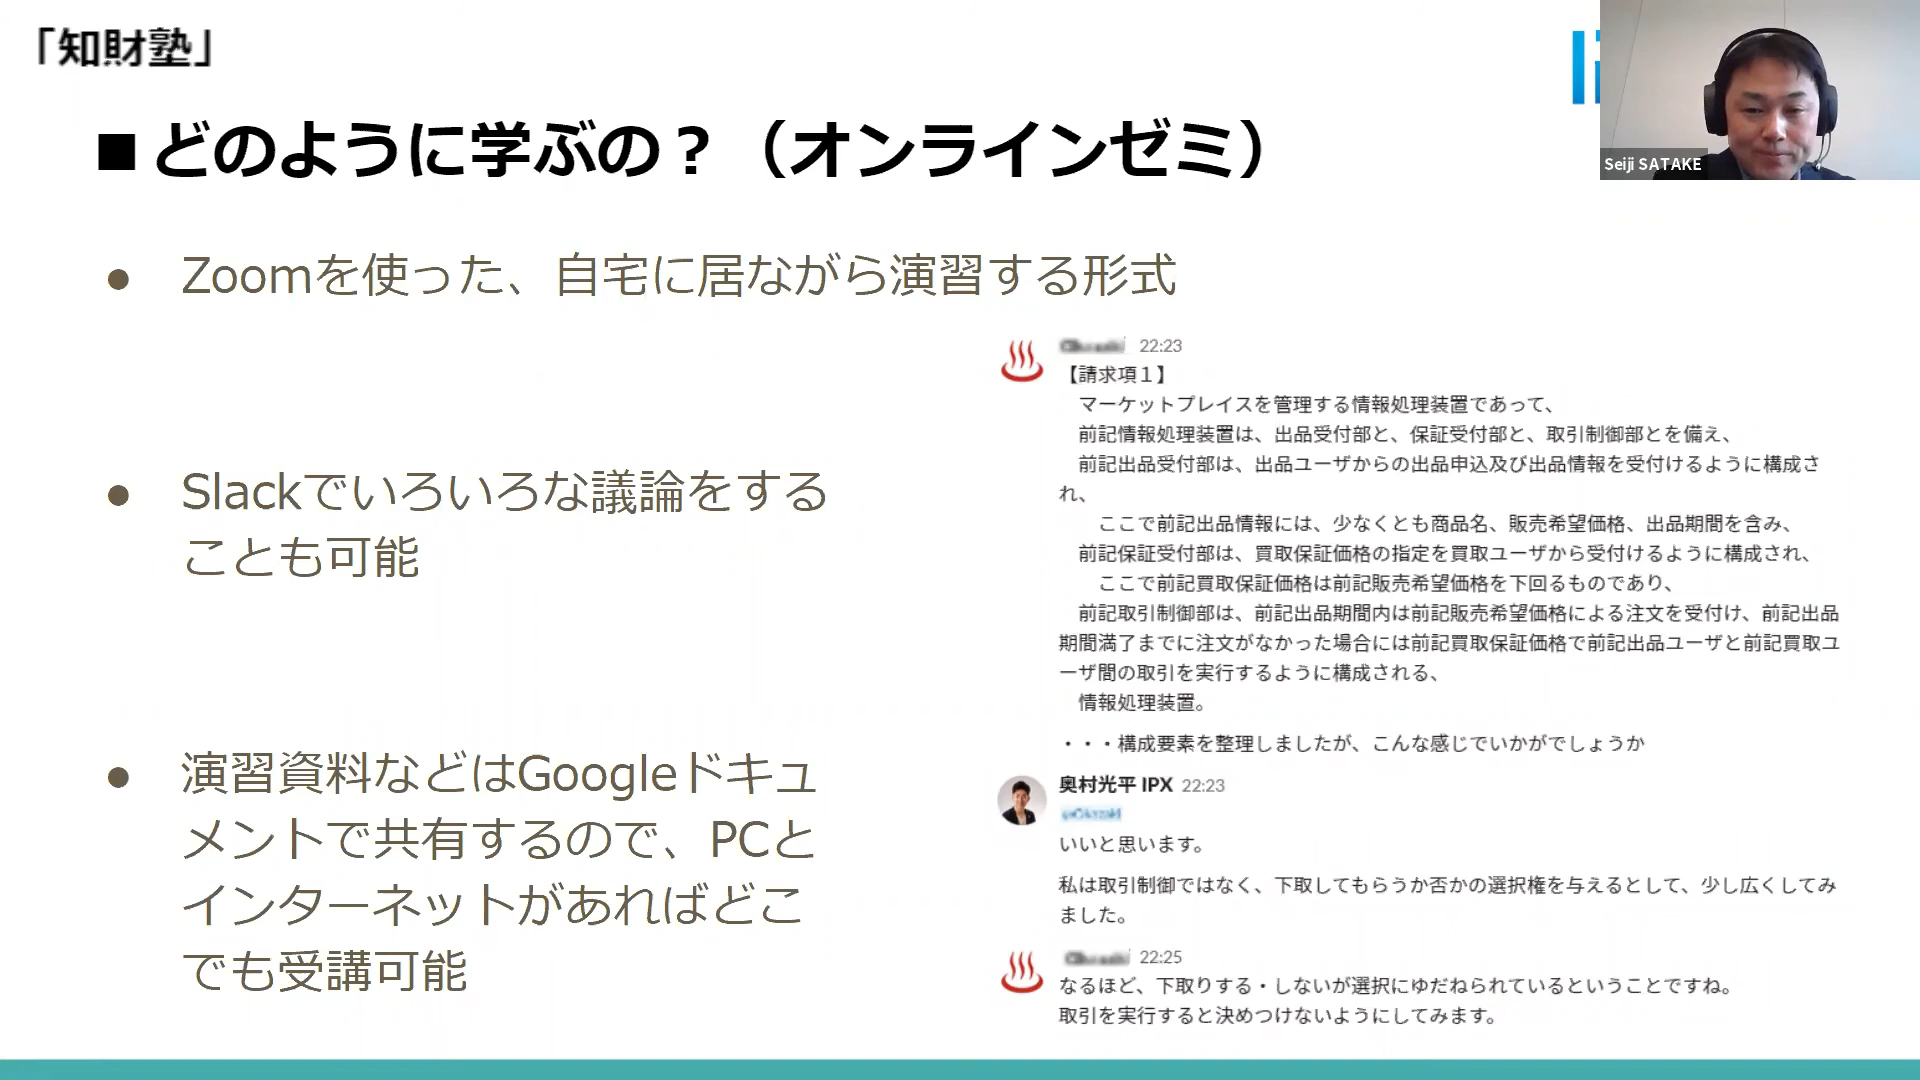 「知財塾」
■どのように学ぶの？（オンラインゼミ）
Seiji SATAKE
● Zoomを使った、自宅に居ながら演習する形式
● Slackでいろいろな議論をする
ことも可能
● 演習資料などはGoogleドキュ
メントで共有するので、PCと
インターネットがあればどこ
でも受講可能
22:23
【請求項１】
マーケットプレイスを管理する情報処理装置であって、
前記情報処理装置は、出品受付部と、保証受付部と、取引制御部とを備え、
前記出品受付部は、出品ユーザからの出品申込及び出品情報を受付けるように構成さ
れ、
ここで前記出品情報には、少なくとも商品名、販売希望価格、出品期間を含み、
前記保証受付部は、買取保証価格の指定を買取ユーザから受付けるように構成され、
ここで前記買取保証価格は前記販売希望価格を下回るものであり、
前記取引制御部は、前記出品期間内は前記販売希望価格による注文を受付け、前記出品
期間満了までに注文がなかった場合には前記買取保証価格で前記出品ユーザと前記買取ユ
ーザ間の取引を実行するように構成される、
情報処理装置。
・・・構成要素を整理しましたが、こんな感じでいかがでしょうか
奥村光平 IPX 22:23
いいと思います。
私は取引制御ではなく、下取してもらうか否かの選択権を与えるとして、少し広くしてみ
ました。
22:25
なるほど、下取りする・しないが選択にゆだねられているということですね。
取引を実行すると決めつけないようにしてみます。